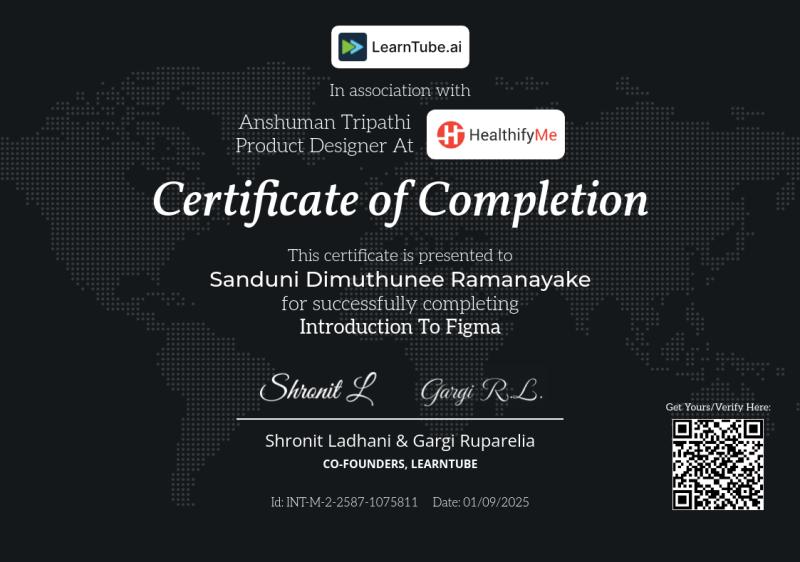 LearnTube.ai
In association with
Anshuman Tripathi
Product Designer At
HealthifyMe
Certificate of Completion
This certificate is presented to
Sanduni Dimuthunee Ramanayake
for successfully completing
Introduction To Figma
Shronit L
Gargi R.L.
Shronit Ladhani & Gargi Ruparelia
CO-FOUNDERS, LEARNTUBE
Id: INT-M-2-2587-1075811 Date: 01/09/2025
Get Yours/Verify Here: